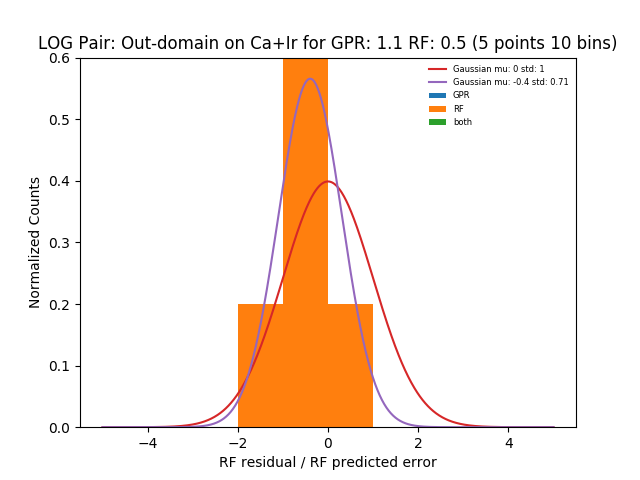 LOG Pair: Out-domain on Ca+Ir for GPR: 1.1 RF: 0.5 (5 points 10 bins)
Gaussian mu: 0 std: 1
Gaussian mu: -0.4 std: 0.71
GPR
RF
both
Normalized Counts
0.6
0.5
0.4
0.3
0.2
0.1
0.0
−4 −2 0 2 4
RF residual / RF predicted error